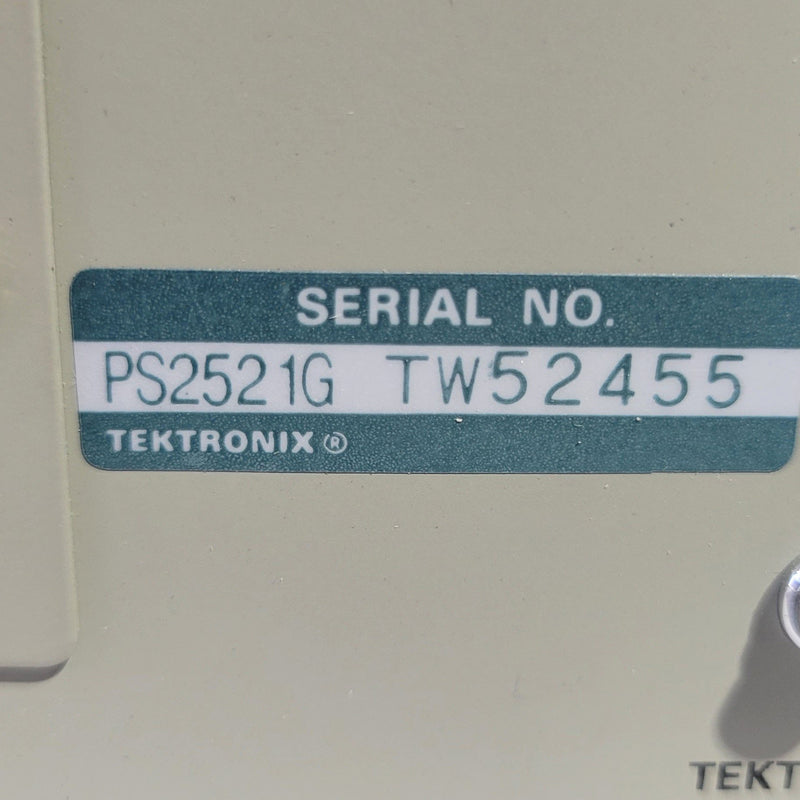 SERIAL NO.
PS2521G TW52455
TEKTRONIX®
TEKT